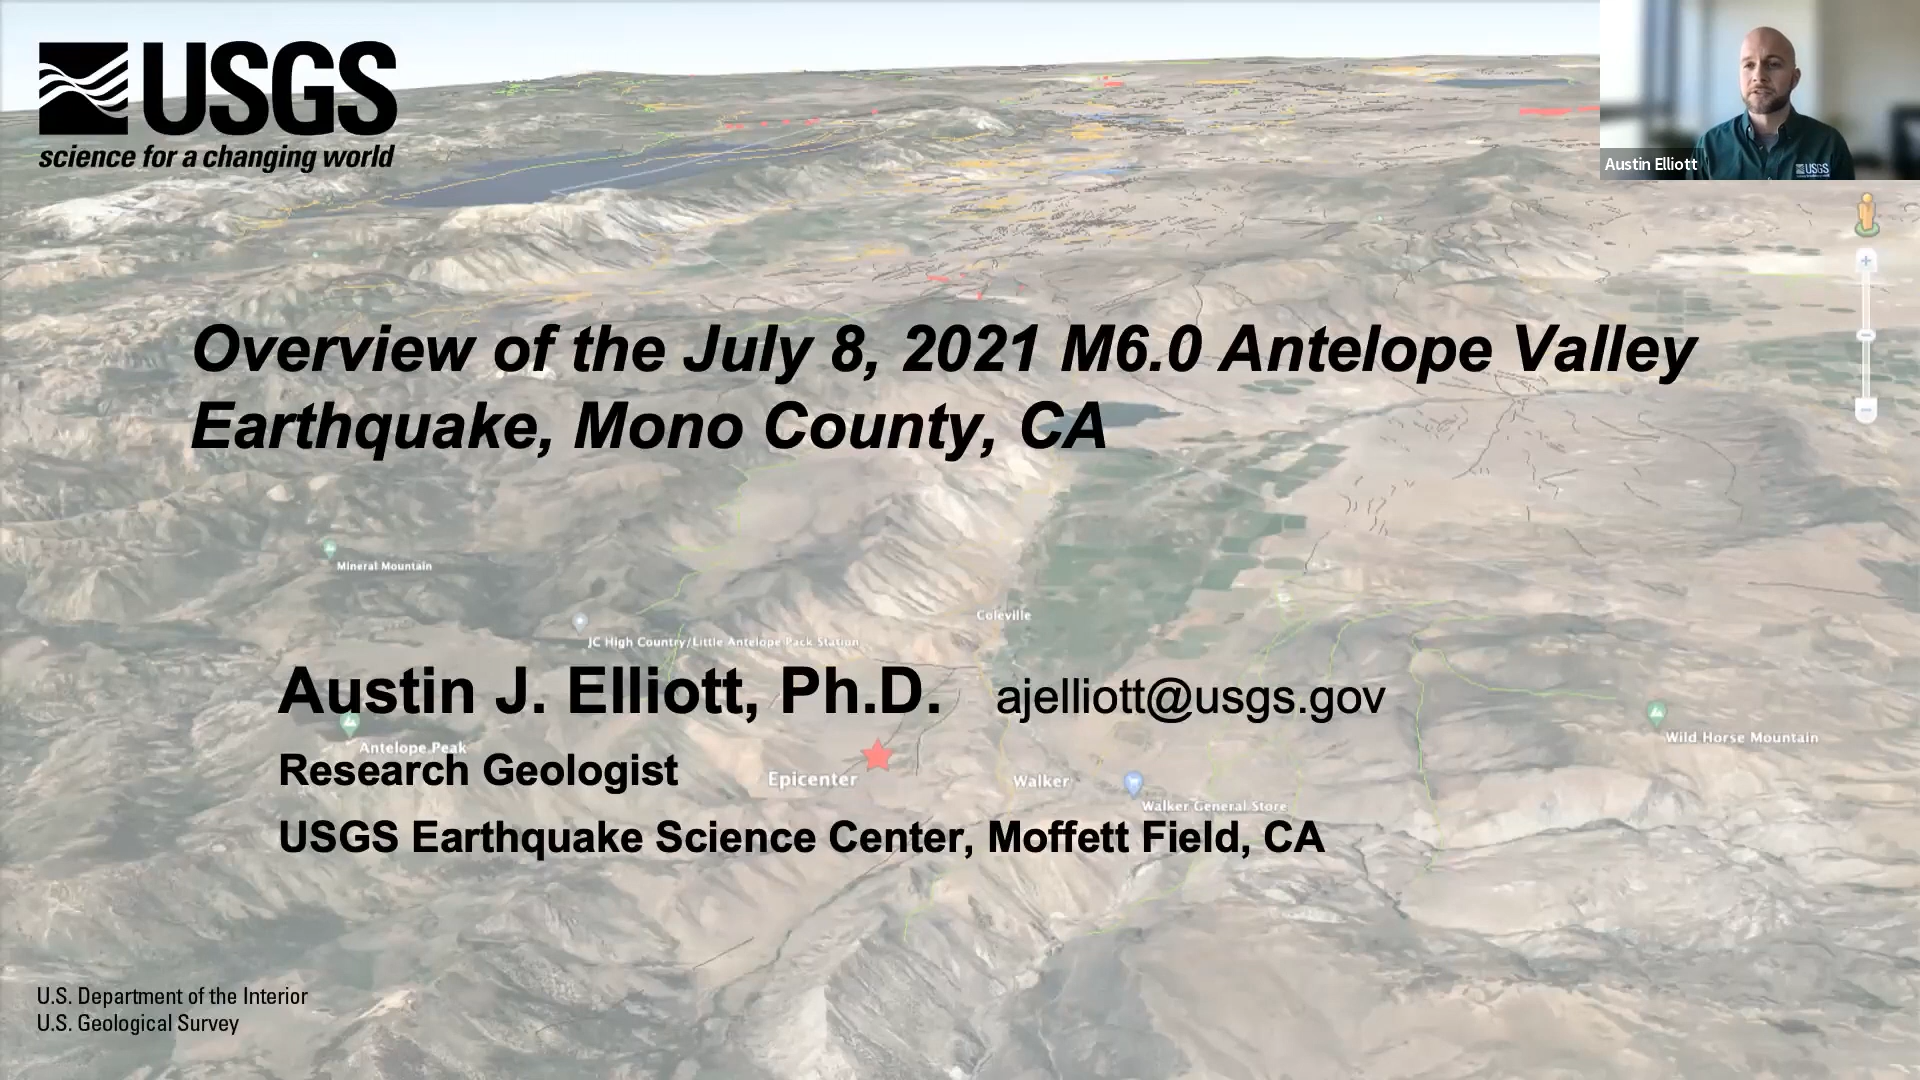 USGS
science for a changing world
Austin Elliott
USGS
Overview of the July 8, 2021 M6.0 Antelope Valley
Earthquake, Mono County, CA
Mineral Mountain
Coleville
JC High Country/Little Antelope Pack Station
Austin J. Elliott, Ph.D. ajelliott@usgs.gov
Antelope Peak
Wild Horse Mountain
Research Geologist
Epicenter
Walker
Walker General Store
USGS Earthquake Science Center, Moffett Field, CA
U.S. Department of the Interior
U.S. Geological Survey